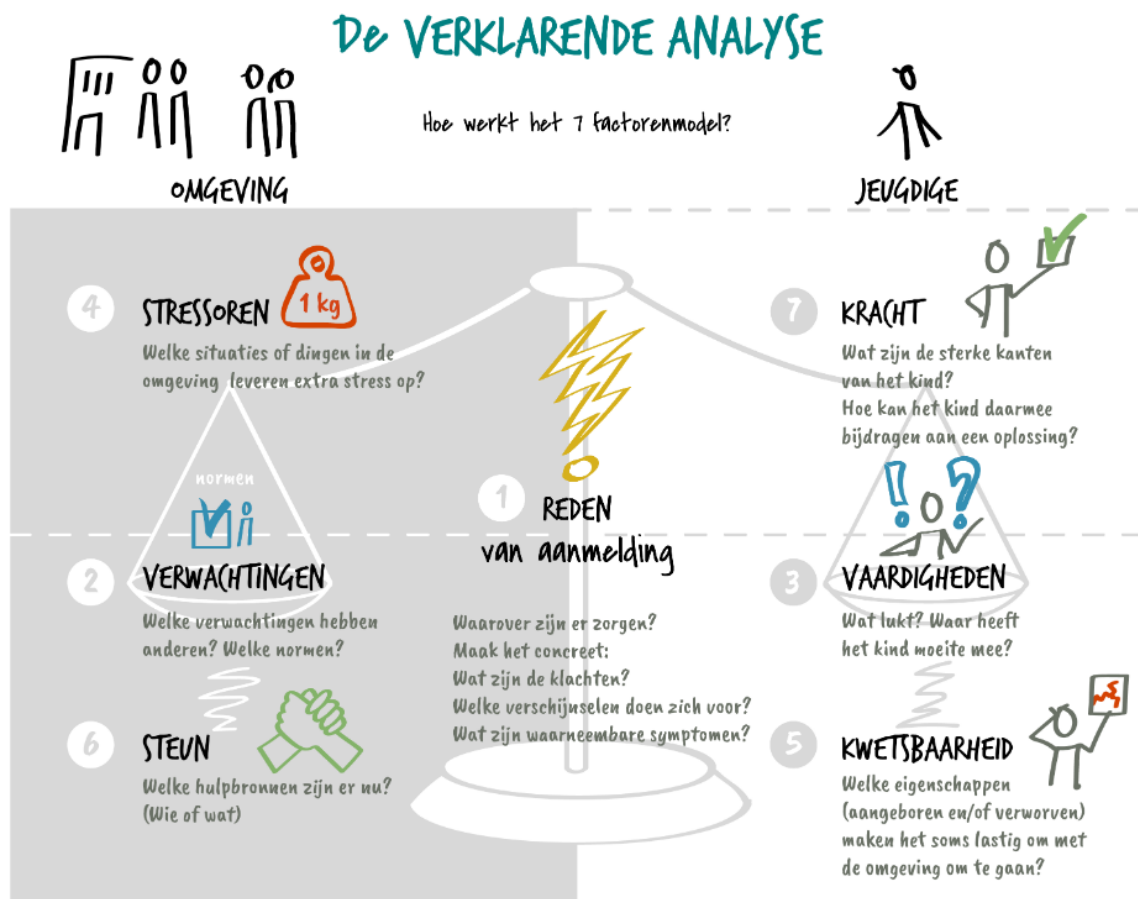 De VERKLARENDE ANALYSE
Hoe werkt het 7 factorenmodel?
OMGEVING
JEUGDIGE
4
STRESSOREN
1 kg
Welke situaties of dingen in de
omgeving leveren extra stress op?
7
KRACHT
Wat zijn de sterke kanten
van het kind?
Hoe kan het kind daarmee
bijdragen aan een oplossing?
normen
1
REDEN
van aanmelding
Waarover zijn er zorgen?
Maak het concreet:
Wat zijn de klachten?
Welke verschijnselen doen zich voor?
Wat zijn waarneembare symptomen?
2
VERWACHTINGEN
Welke verwachtingen hebben
anderen? Welke normen?
! ?
3
VAARDIGHEDEN
Wat lukt? Waar heeft
het kind moeite mee?
6
STEUN
Welke hulpbronnen zijn er nu?
(Wie of wat)
5
KWETSBAARHEID
Welke eigenschappen
(aangeboren en/of verworven)
maken het soms lastig om met
de omgeving om te gaan?